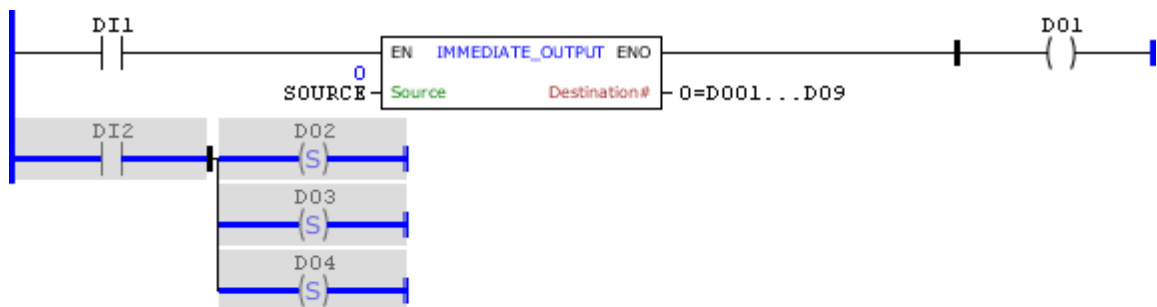 DI1
DO1
EN IMMEDIATE_OUTPUT ENO
0
SOURCE Source Destination# 0=DO01...DO9
DI2
DO2
(S)
DO3
(S)
DO4
(S)